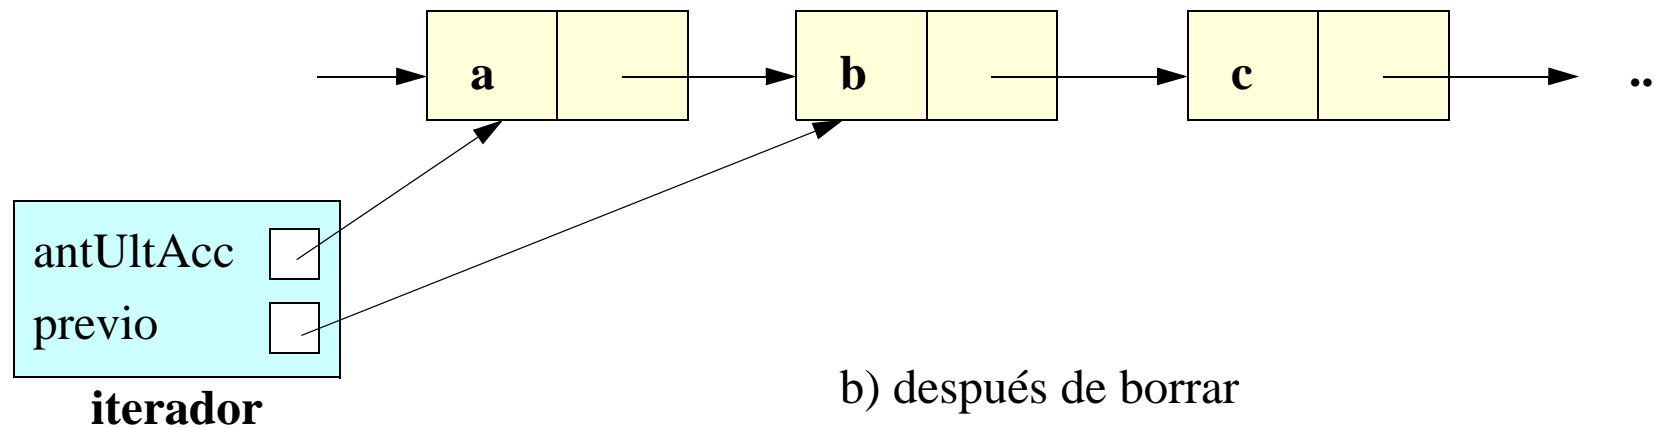 a b c ..
antUltAcc
previo
iterador
b) después de borrar